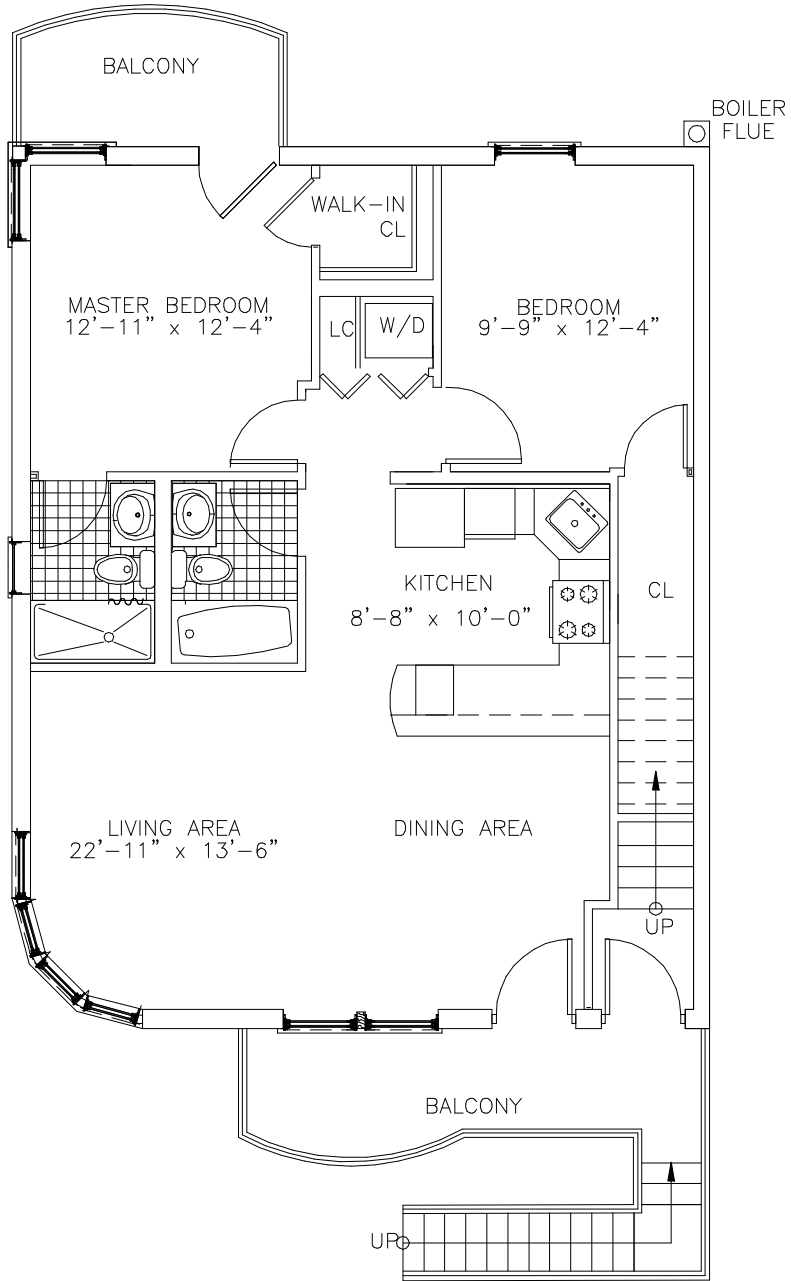 BALCONY
BOILER
FLUE
WALK-IN
CL
MASTER BEDROOM
12'-11" x 12'-4"
LC
W/D
BEDROOM
9'-9" x 12'-4"
KITCHEN
8'-8" x 10'-0"
CL
LIVING AREA
22'-11" x 13'-6"
DINING AREA
UP
BALCONY
UP